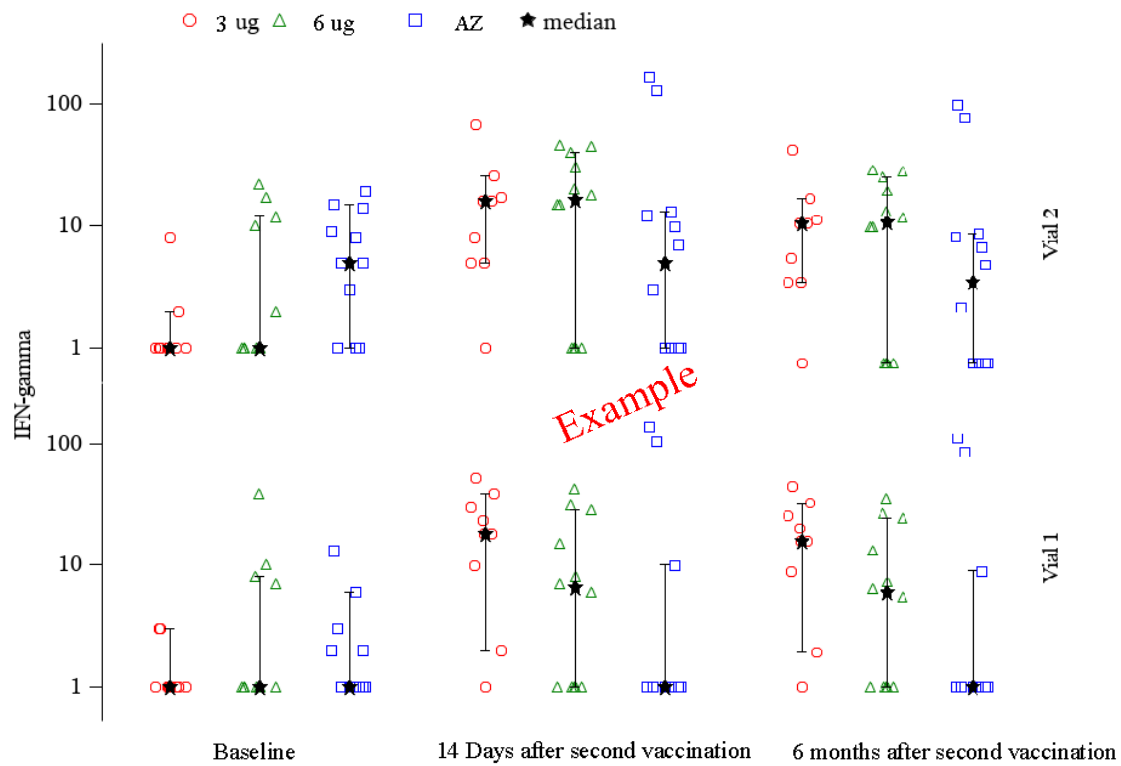 3 ug 6 ug AZ median
100
10
1
Vial 2
IFN-gamma
Example
100
10
1
Vial 1
Baseline 14 Days after second vaccination 6 months after second vaccination